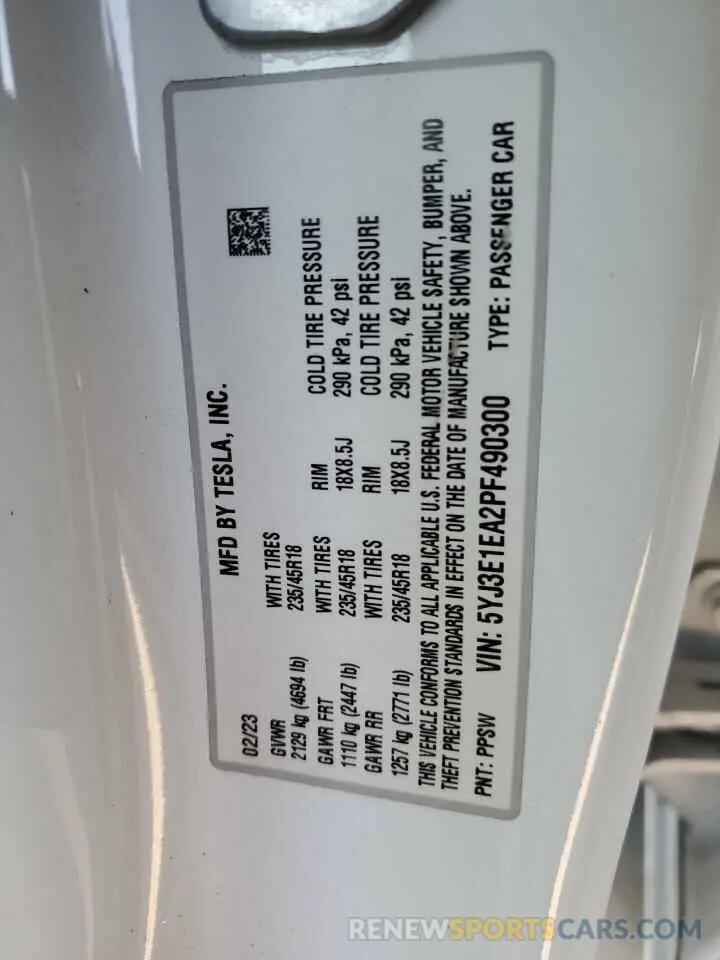 MFD BY TESLA, INC.
02/23
GVWR WITH TIRES
2129 kg (4694 lb) 235/45R18
GAWR FRT WITH TIRES RIM COLD TIRE PRESSURE
1110 kg (2447 lb) 235/45R18 18X8.5J 290 kPa, 42 psi
GAWR RR WITH TIRES RIM COLD TIRE PRESSURE
1257 kg (2771 lb) 235/45R18 18X8.5J 290 kPa, 42 psi
THIS VEHICLE CONFORMS TO ALL APPLICABLE U.S. FEDERAL MOTOR VEHICLE SAFETY, BUMPER, AND
THEFT PREVENTION STANDARDS IN EFFECT ON THE DATE OF MANUFACTURE SHOWN ABOVE.
PNT: PPSW VIN: 5YJ3E1EA2PF490300 TYPE: PASSENGER CAR
RENEWSPORTSCARS.COM